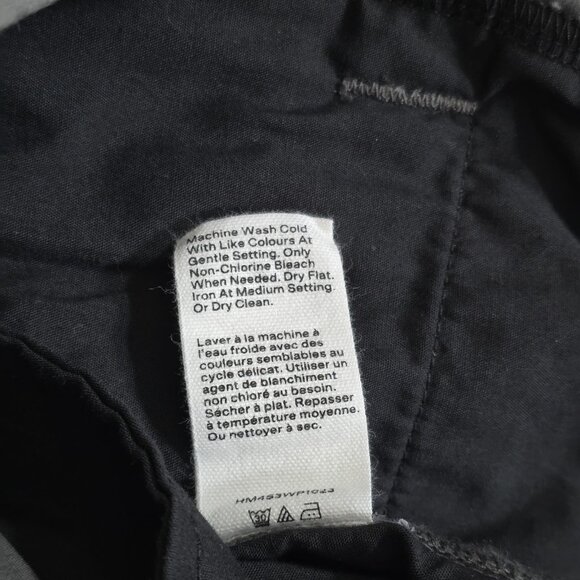 Machine Wash Cold
With Like Colours At
Gentle Setting. Only
Non-Chlorine Bleach
When Needed. Dry Flat.
Iron At Medium Setting.
Or Dry Clean.
Laver à la machine à
l'eau froide avec des
couleurs semblables au
cycle délicat. Utiliser un
agent de blanchiment
non chloré au besoin.
Sécher à plat. Repasser
à température moyenne.
Ou nettoyer à sec.
HM453WP1023
30